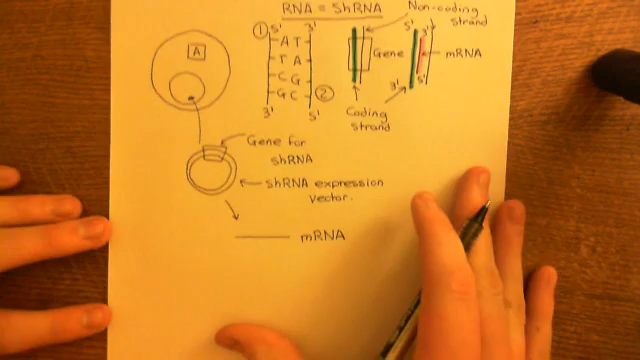 RNA = ShRNA
Non-coding
strand
① 5' 3'
A T
T A
C G
G C ②
3' 5'
Gene
Coding
strand
5' 3'
mRNA
3' 5'
A
Gene for
shRNA
shRNA expression
vector.
mRNA